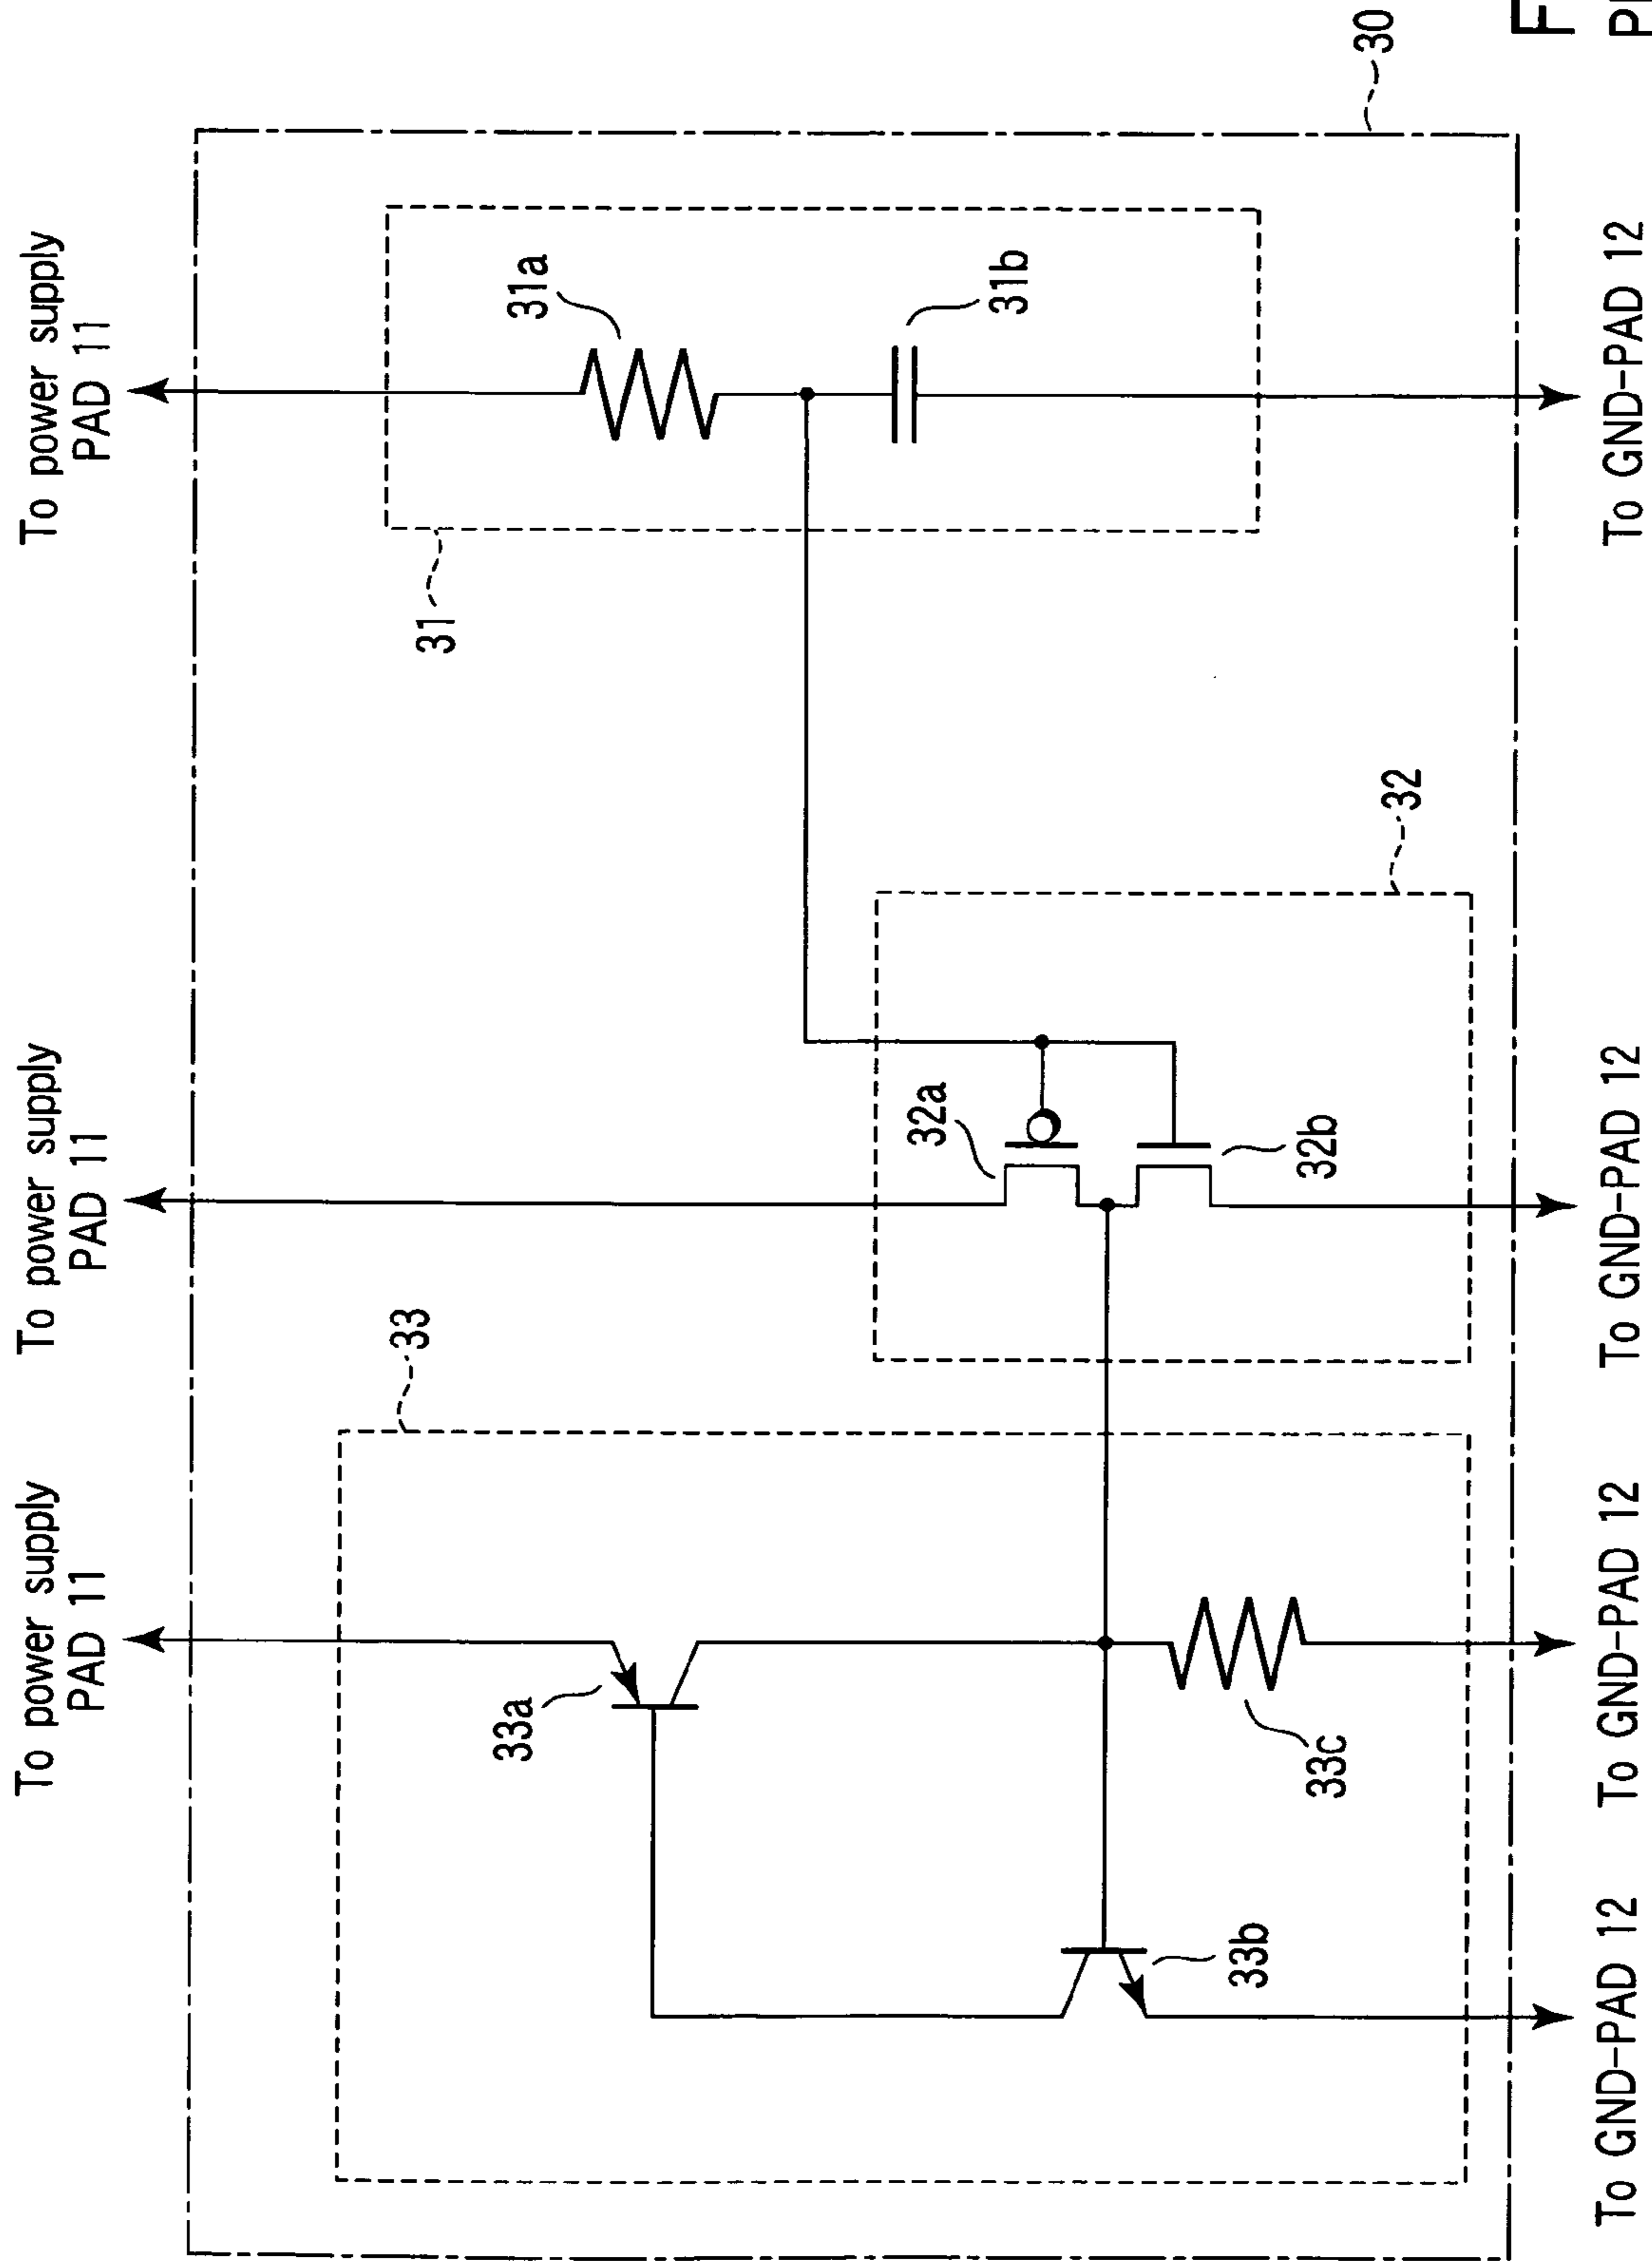 To power supply
PAD 11
To power supply
PAD 11
To power supply
PAD 11
33
31
33a
31a
32a
31b
33b
33c
32b
32
30
To GND-PAD 12
To GND-PAD 12
To GND-PAD 12
To GND-PAD 12
F